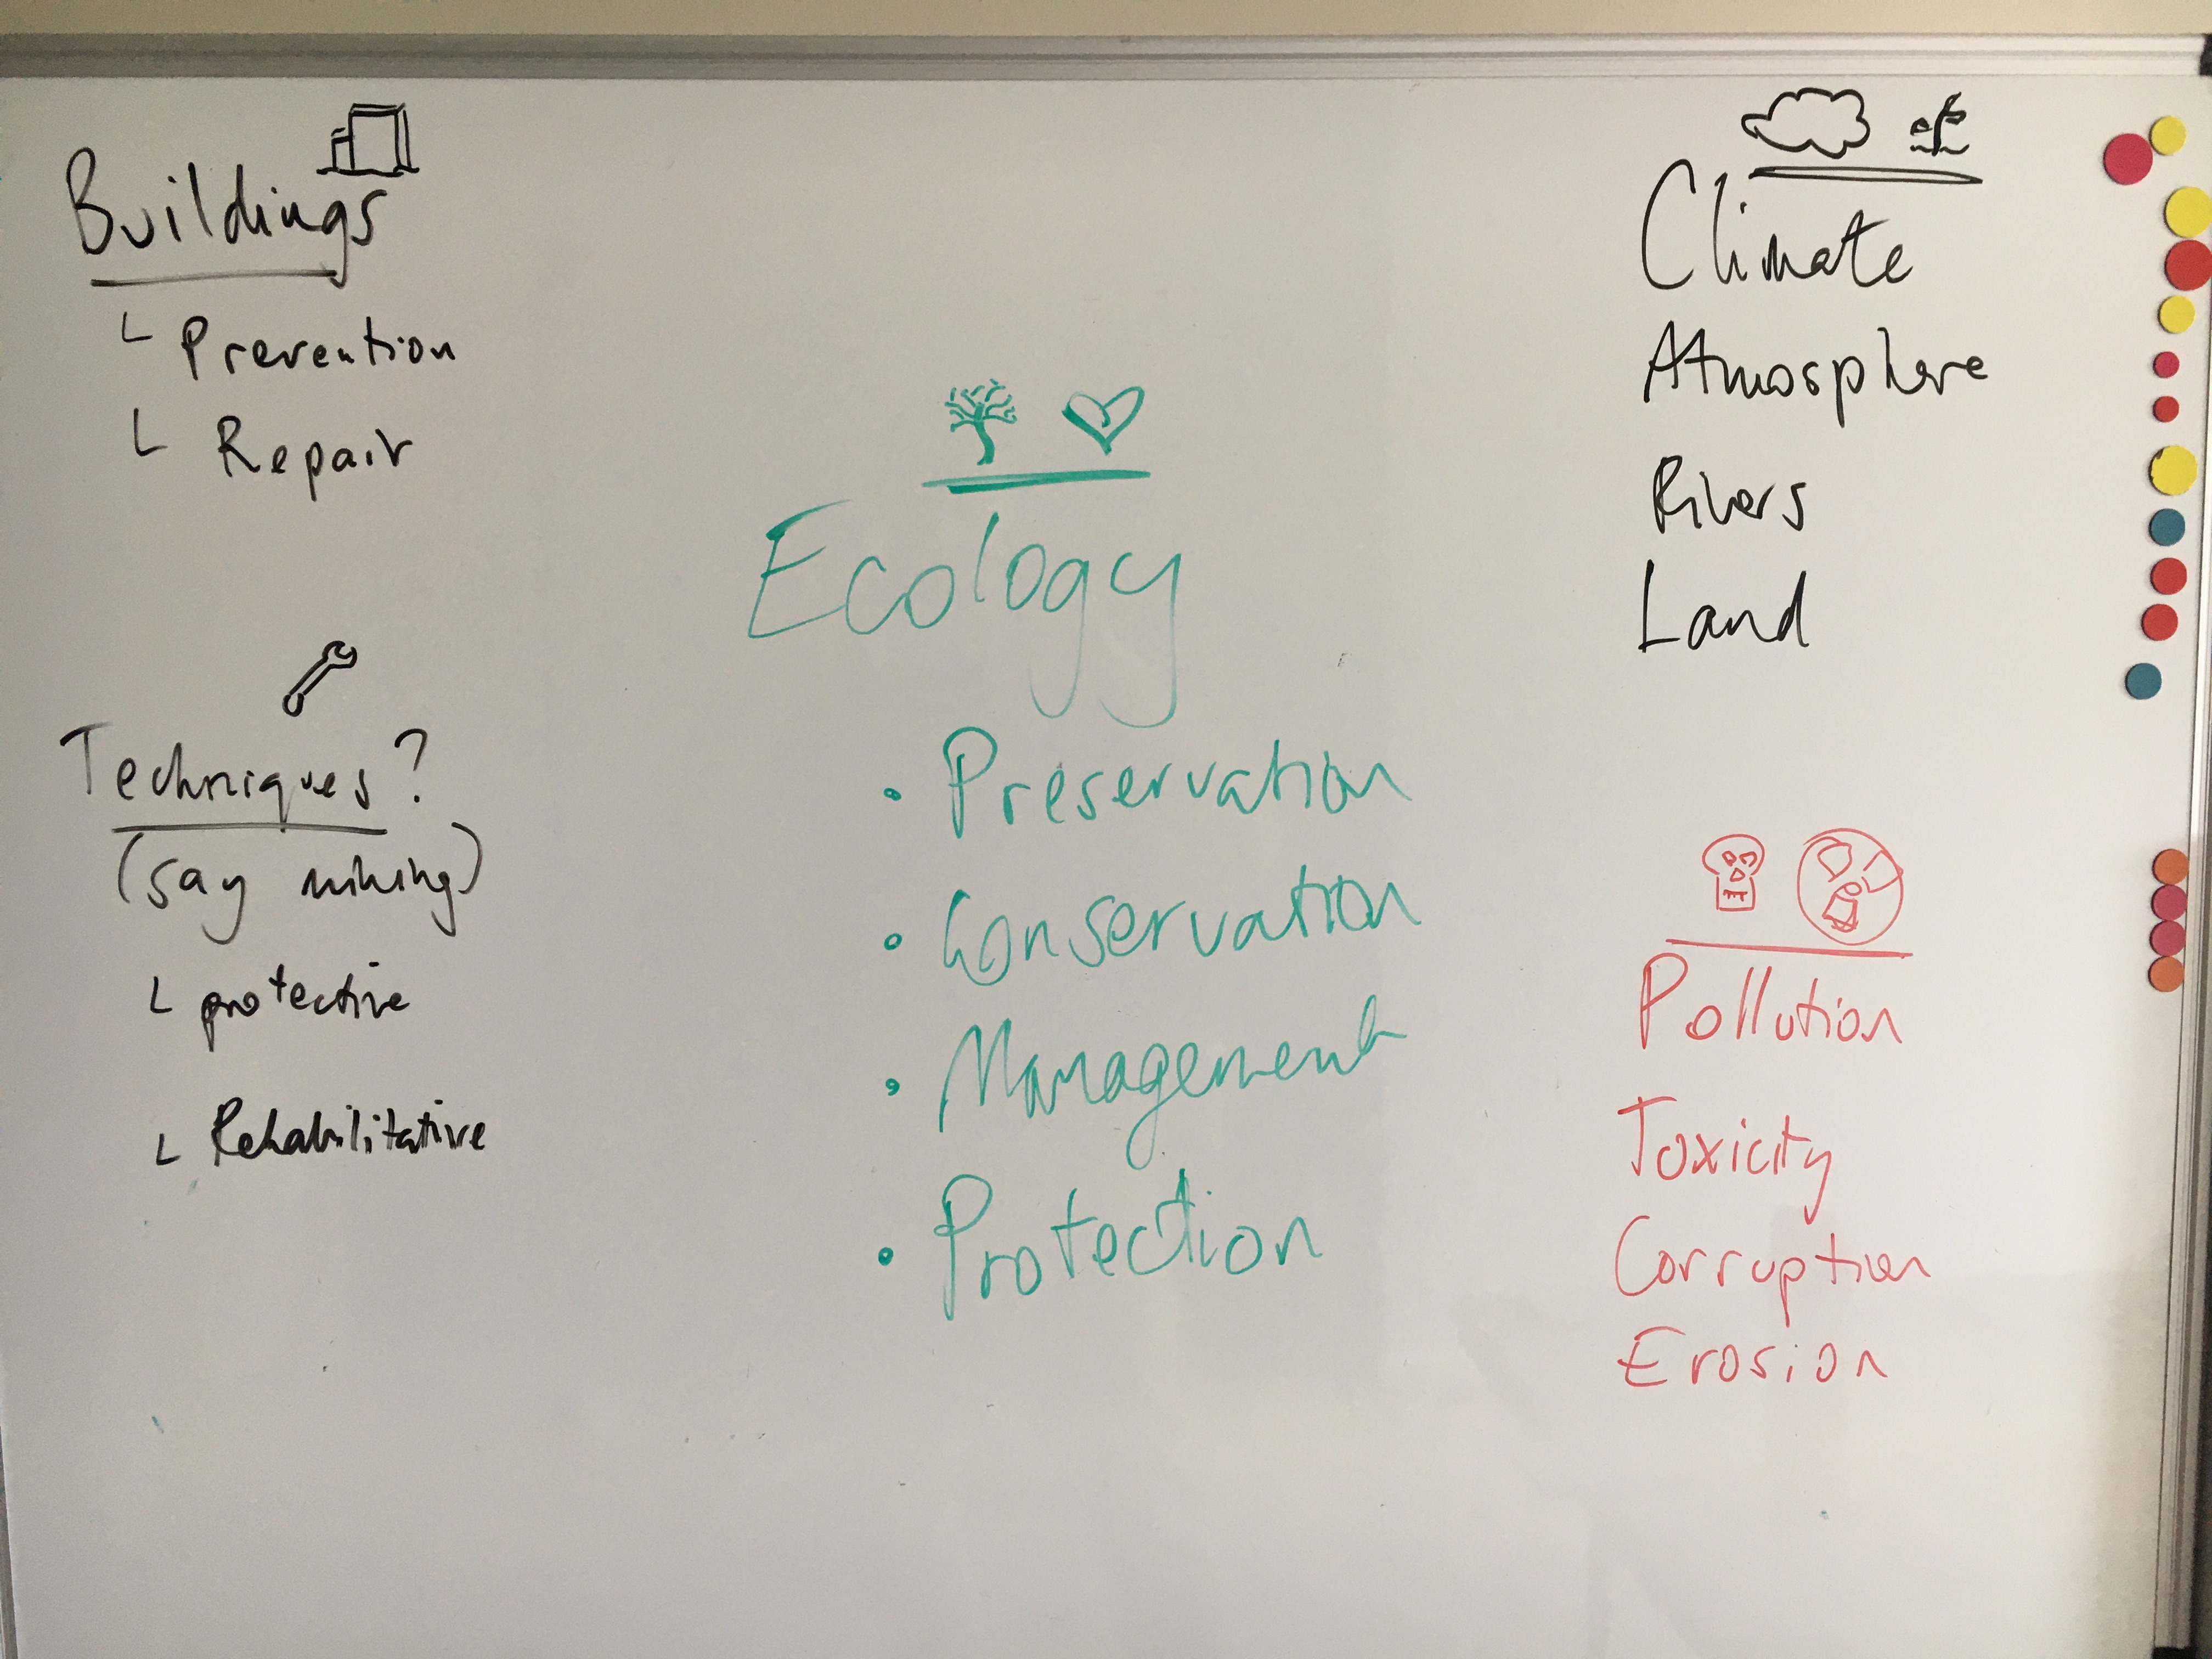 Buildings
└ Prevention
└ Repair
Techniques?
(say mining)
└ protective
└ Rehabilitative
Ecology
• Preservation
• Conservation
• Management
• Protection
Climate
Atmosphere
Rivers
Land
Pollution
Toxicity
Corruption
Erosion